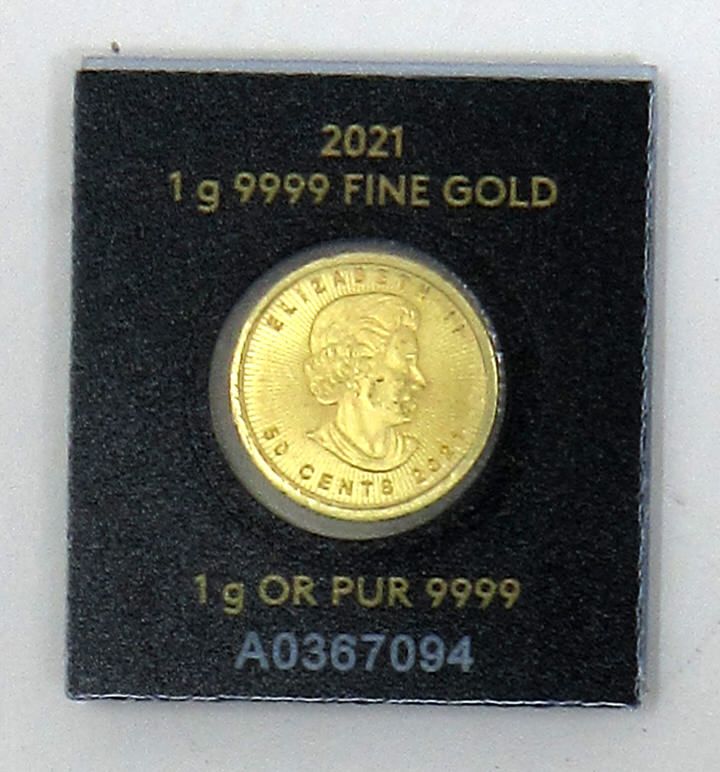 2021
1 g 9999 FINE GOLD
ELIZABETH II
50 CENTS 2021
1 g OR PUR 9999
A0367094